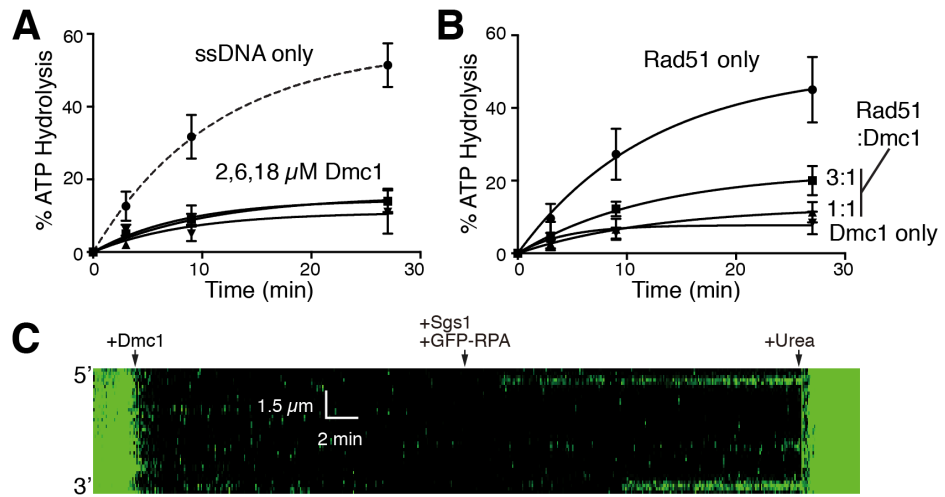 A
60
40
20
0
% ATP Hydrolysis
ssDNA only
2,6,18 µM Dmc1
0
10
20
30
Time (min)
B
60
40
20
0
% ATP Hydrolysis
Rad51 only
Rad51
:Dmc1
3:1
1:1
Dmc1 only
0
10
20
30
Time (min)
C
+Dmc1
+Sgs1
+GFP-RPA
+Urea
5'
1.5 µm
2 min
3'